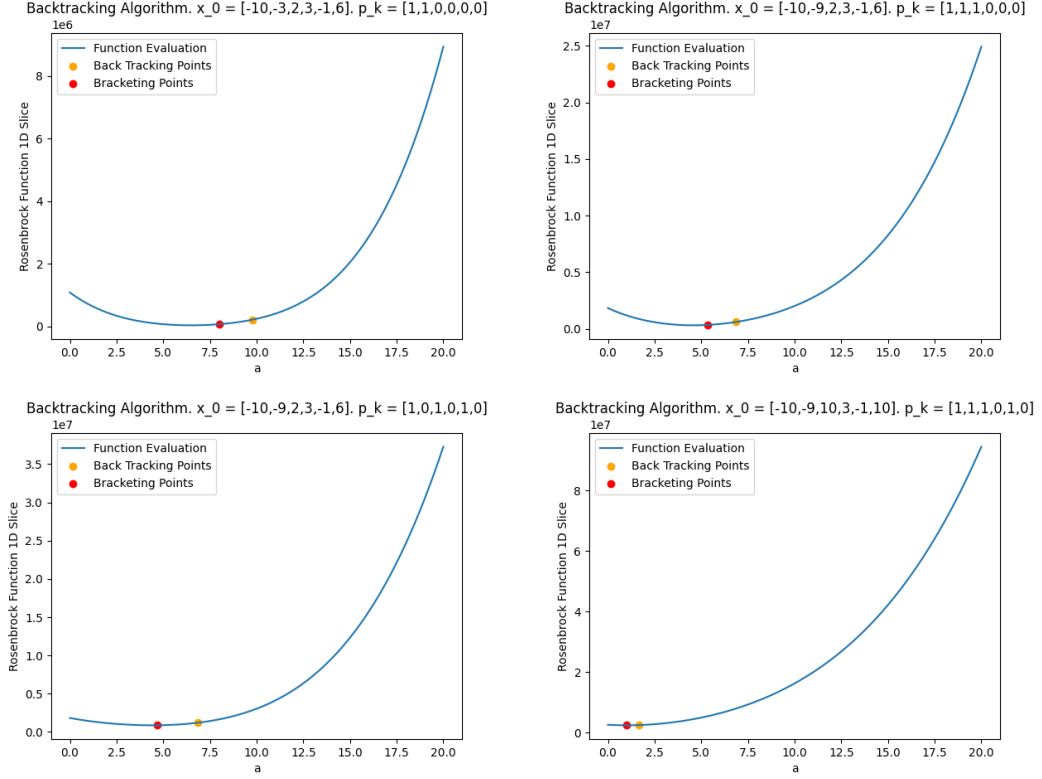 Backtracking Algorithm. x_0 = [-10,-3,2,3,-1,6]. p_k = [1,1,0,0,0,0]
1e6
Function Evaluation
Back Tracking Points
Bracketing Points
Rosenbrock Function 1D Slice
8
6
4
2
0
0.0 2.5 5.0 7.5 10.0 12.5 15.0 17.5 20.0
a
Backtracking Algorithm. x_0 = [-10,-9,2,3,-1,6]. p_k = [1,1,1,0,0,0]
1e7
Function Evaluation
Back Tracking Points
Bracketing Points
Rosenbrock Function 1D Slice
2.5
2.0
1.5
1.0
0.5
0.0
0.0 2.5 5.0 7.5 10.0 12.5 15.0 17.5 20.0
a
Backtracking Algorithm. x_0 = [-10,-9,2,3,-1,6]. p_k = [1,0,1,0,1,0]
1e7
Function Evaluation
Back Tracking Points
Bracketing Points
Rosenbrock Function 1D Slice
3.5
3.0
2.5
2.0
1.5
1.0
0.5
0.0
0.0 2.5 5.0 7.5 10.0 12.5 15.0 17.5 20.0
a
Backtracking Algorithm. x_0 = [-10,-9,10,3,-1,10]. p_k = [1,1,1,0,1,0]
1e7
Function Evaluation
Back Tracking Points
Bracketing Points
Rosenbrock Function 1D Slice
8
6
4
2
0
0.0 2.5 5.0 7.5 10.0 12.5 15.0 17.5 20.0
a